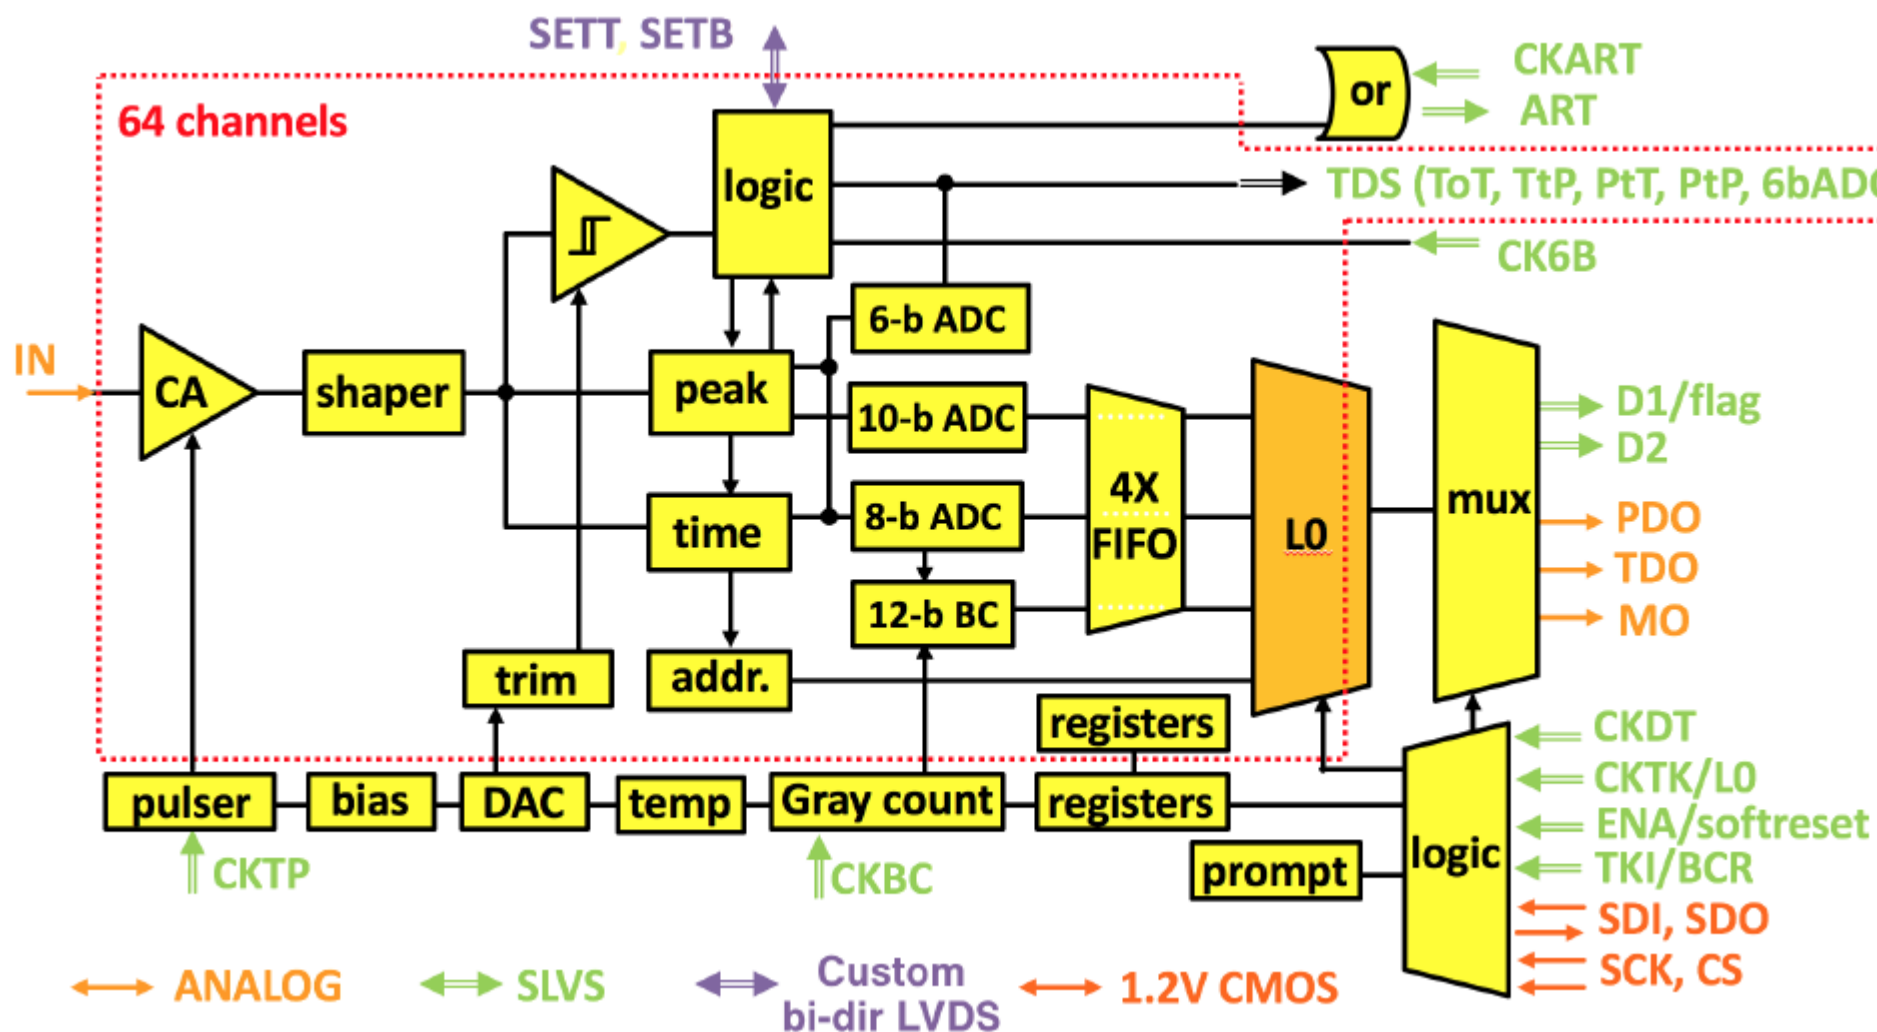 SETT, SETB
CKART
or
ART
64 channels
logic
TDS (ToT, TtP, PtT, PtP, 6bADC
CK6B
6-b ADC
IN
CA
shaper
peak
10-b ADC
D1/flag
D2
4X
FIFO
8-b ADC
time
L0
mux
PDO
TDO
MO
12-b BC
trim
addr.
registers
CKDT
CKTK/L0
pulser
bias
DAC
temp
Gray count
registers
ENA/softreset
logic
TKI/BCR
prompt
CKTP
CKBC
SDI, SDO
SCK, CS
ANALOG
SLVS
Custom
bi-dir LVDS
1.2V CMOS